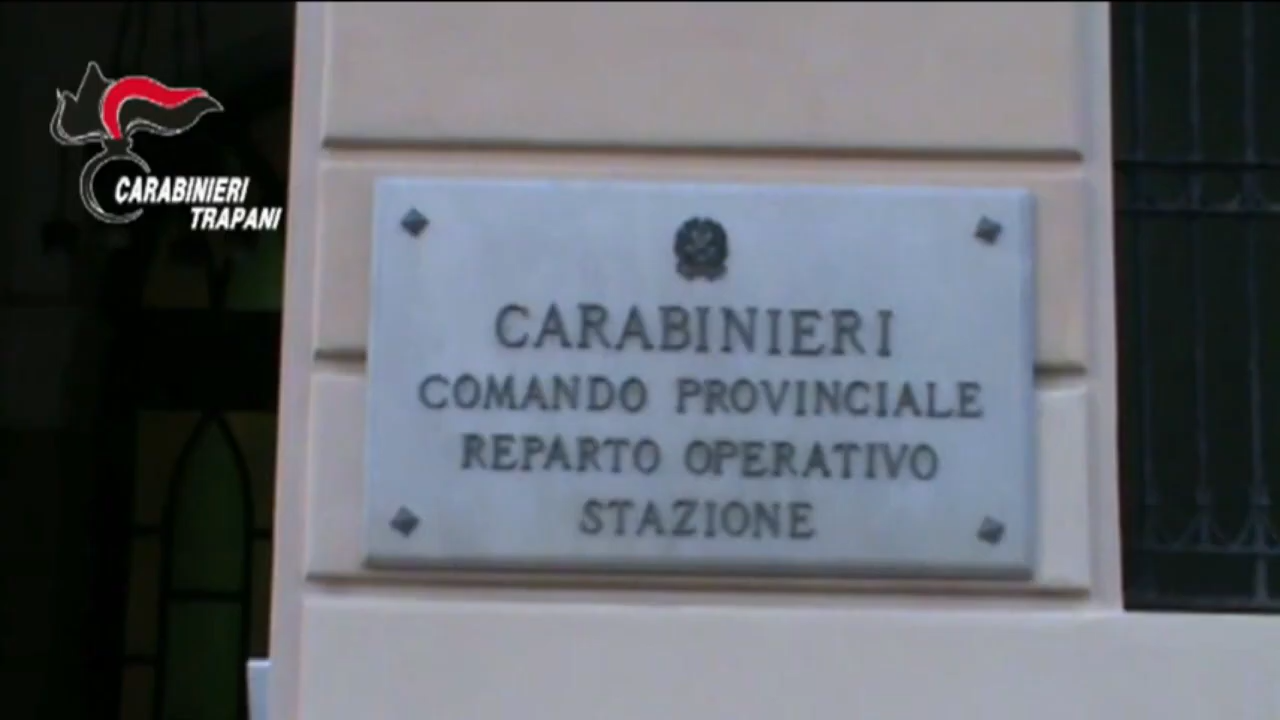 CARABINIERI
TRAPANI
CARABINIERI
COMANDO PROVINCIALE
REPARTO OPERATIVO
STAZIONE